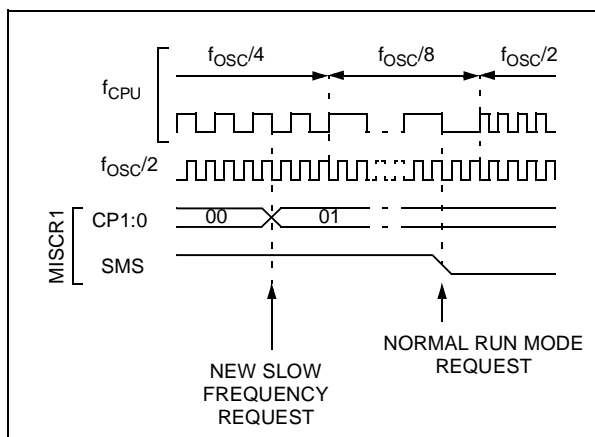 fOSC/4 fOSC/8 fOSC/2
fCPU
fOSC/2
MISCR1
CP1:0 00 01
SMS
NEW SLOW
FREQUENCY
REQUEST
NORMAL RUN MODE
REQUEST